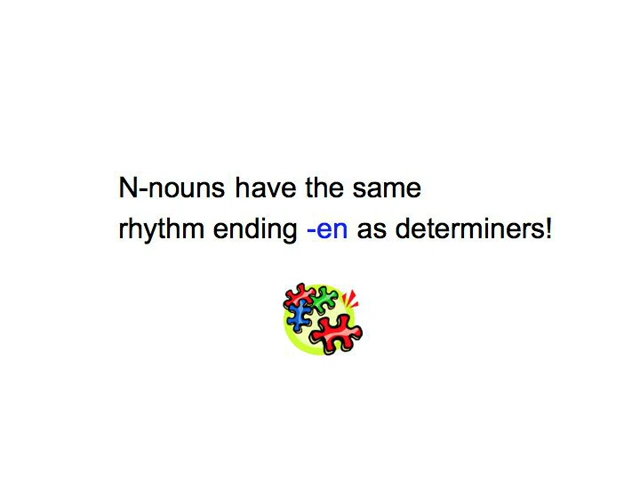 N-nouns have the same
rhythm ending -en as determiners!